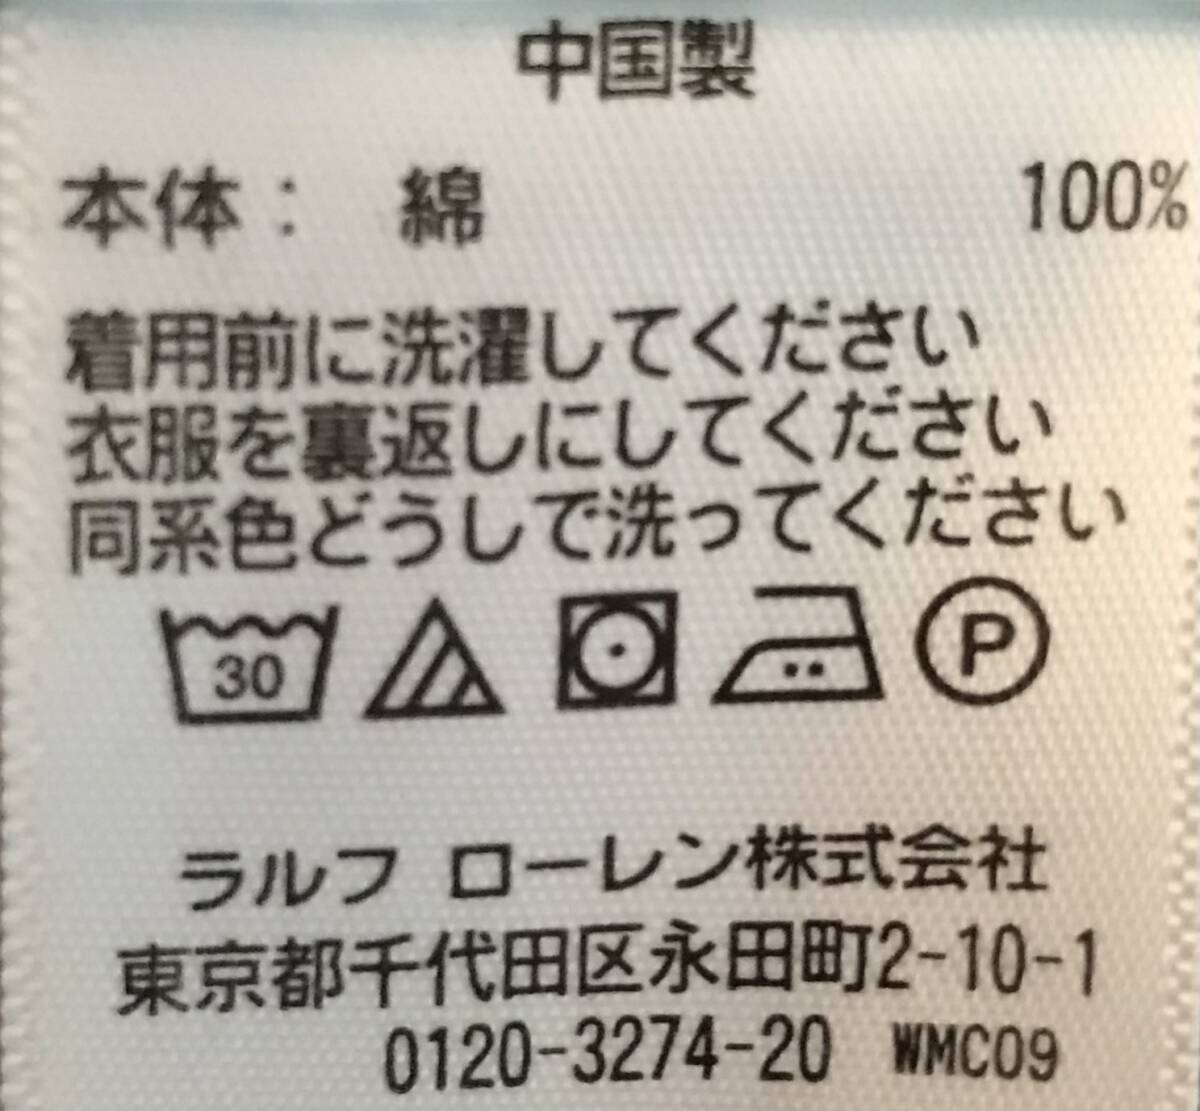 中国製
本体： 綿 100%
着用前に洗濯してください
衣服を裏返しにしてください
同系色どうしで洗ってください
30 P
ラルフ ローレン株式会社
東京都千代田区永田町2-10-1
0120-3274-20 WMC09